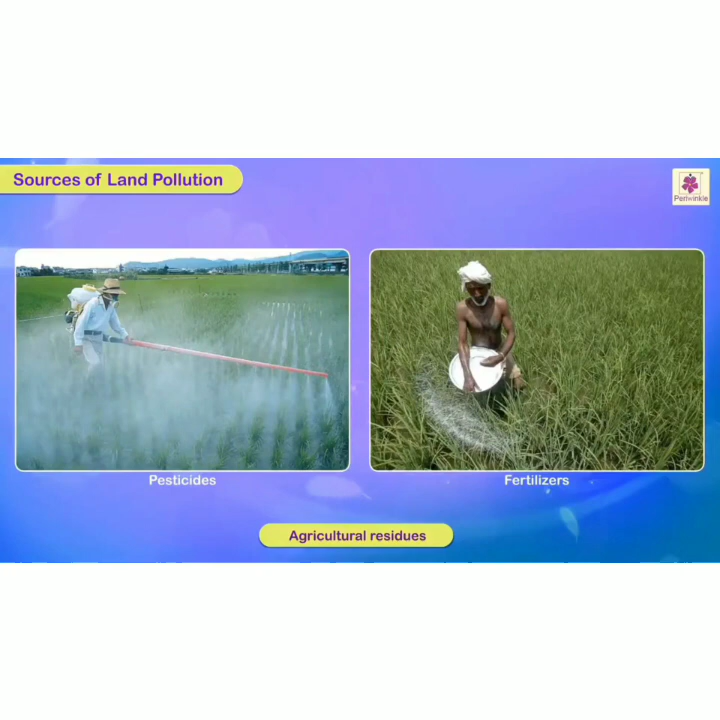 Sources of Land Pollution
Periwinkle
Pesticides
Fertilizers
Agricultural residues